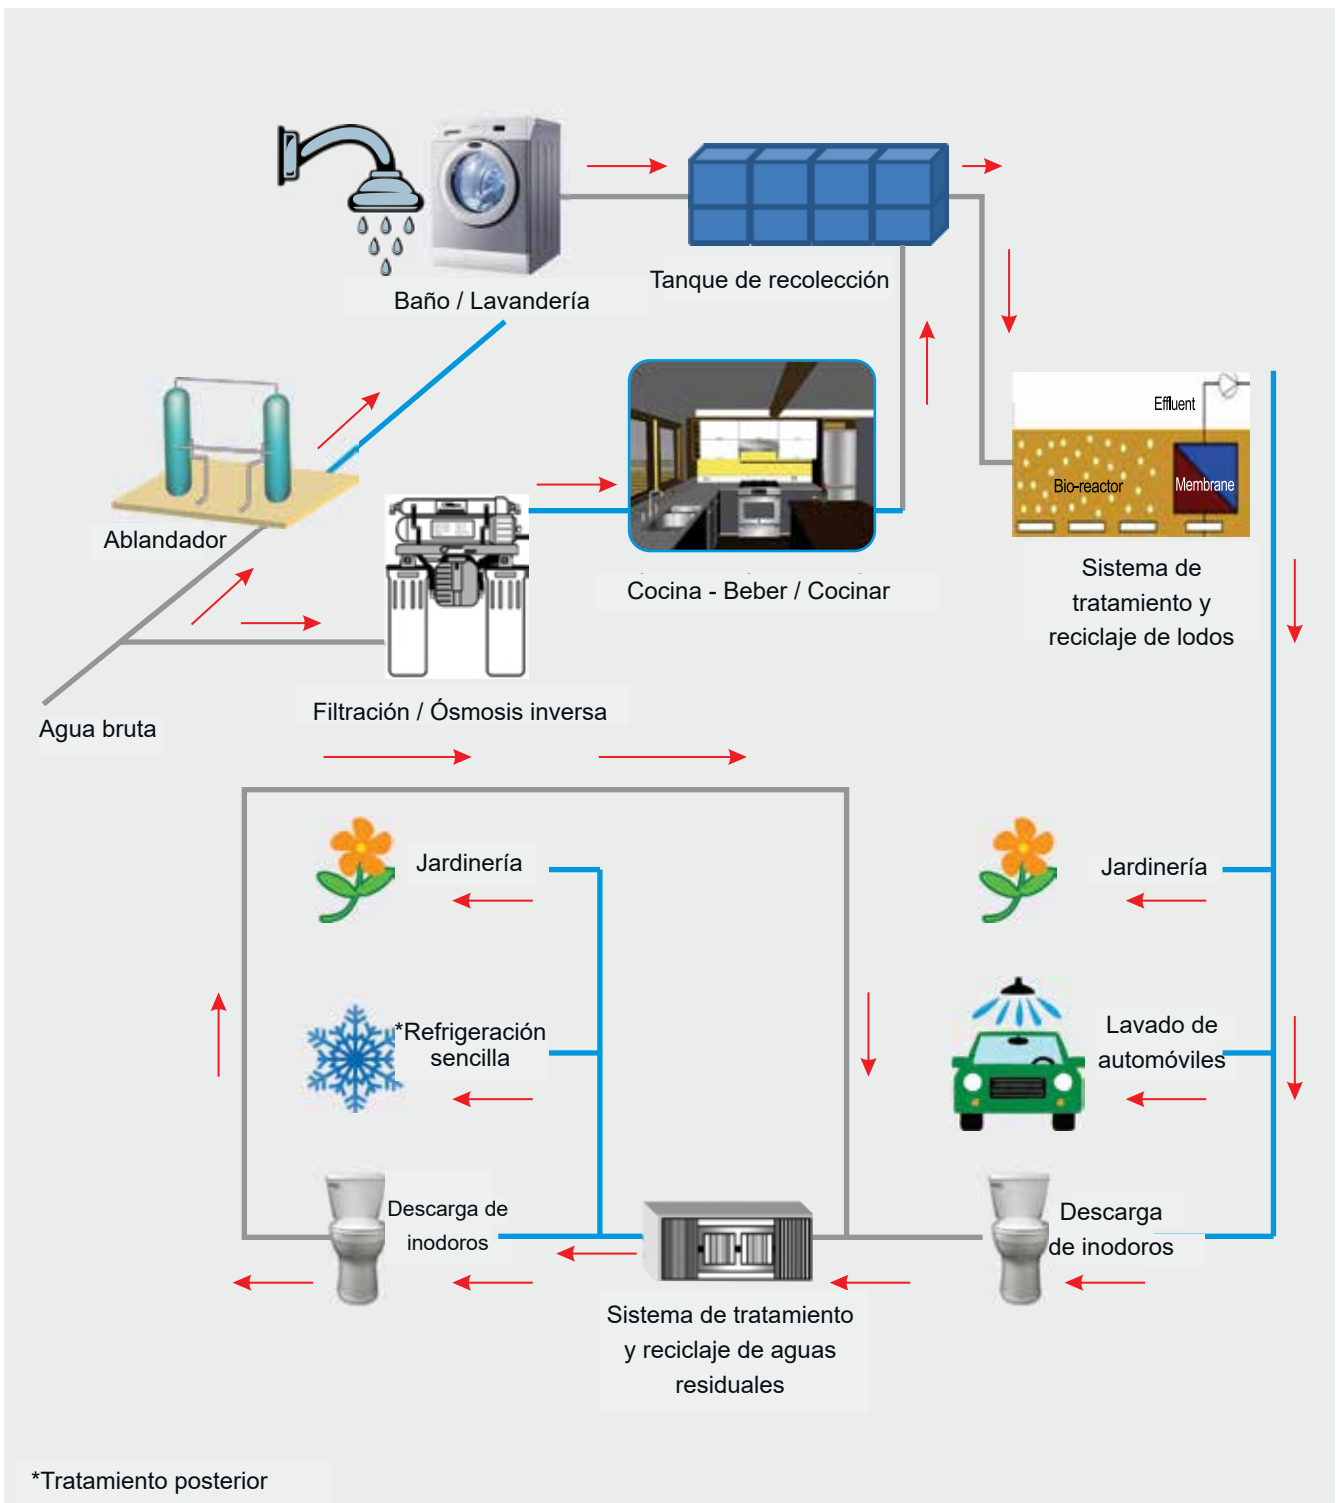 Baño / Lavandería
Tanque de recolección
Effluent
Bio-reactor
Membrane
Ablandador
Cocina - Beber / Cocinar
Sistema de
tratamiento y
reciclaje de lodos
Agua bruta
Filtración / Ósmosis inversa
Jardinería
Jardinería
*Refrigeración
sencilla
Lavado de
automóviles
Descarga de
inodoros
Descarga
de inodoros
Sistema de tratamiento
y reciclaje de aguas
residuales
*Tratamiento posterior